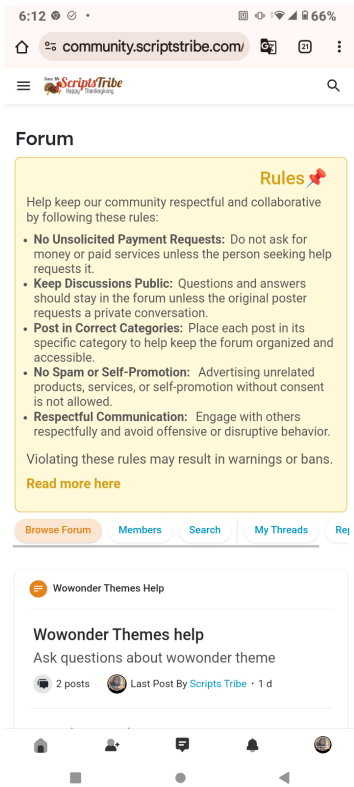 6:12
66%
community.scriptstribe.com/
21
Save Me
ScriptsTribe
Happy Thanksgiving
Forum
Rules📌
Help keep our community respectful and collaborative
by following these rules:
• No Unsolicited Payment Requests: Do not ask for
money or paid services unless the person seeking help
requests it.
• Keep Discussions Public: Questions and answers
should stay in the forum unless the original poster
requests a private conversation.
• Post in Correct Categories: Place each post in its
specific category to help keep the forum organized and
accessible.
• No Spam or Self-Promotion: Advertising unrelated
products, services, or self-promotion without consent
is not allowed.
• Respectful Communication: Engage with others
respectfully and avoid offensive or disruptive behavior.
Violating these rules may result in warnings or bans.
Read more here
Browse Forum Members Search My Threads
Wowonder Themes Help
Wowonder Themes help
Ask questions about wowonder theme
2 posts Last Post By Scripts Tribe • 1 d